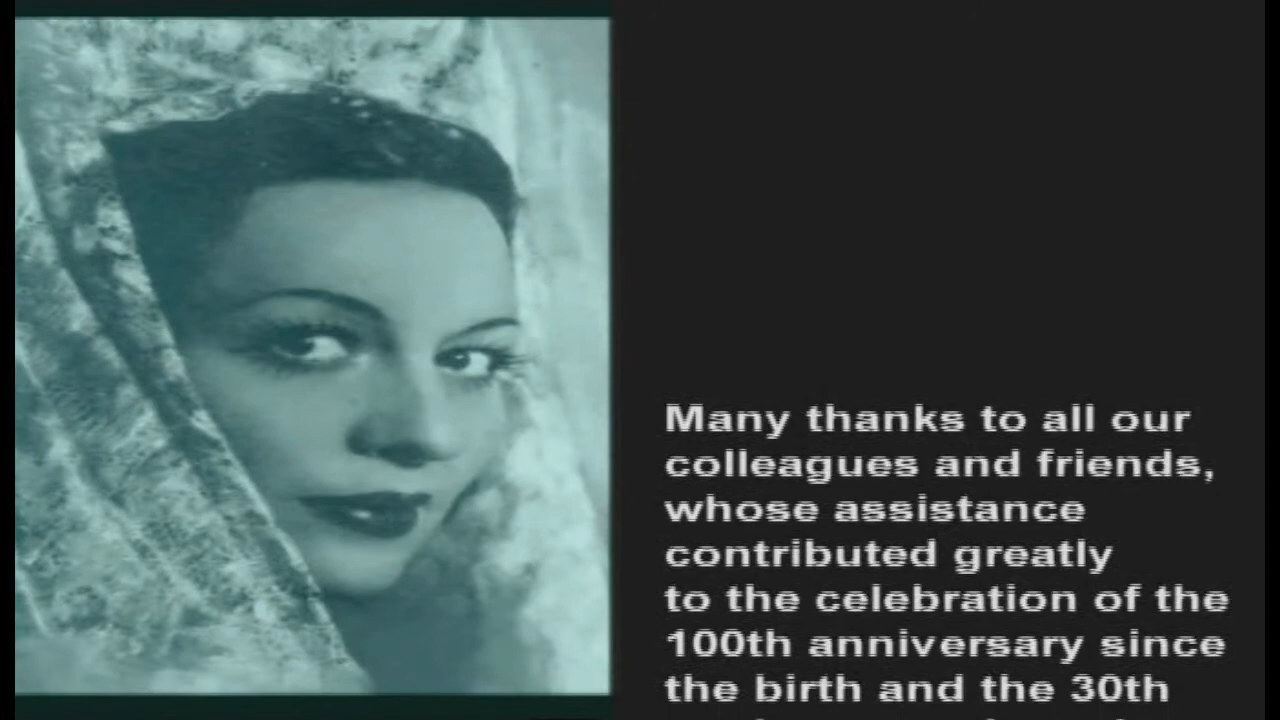 Many thanks to all our
colleagues and friends,
whose assistance
contributed greatly
to the celebration of the
100th anniversary since
the birth and the 30th